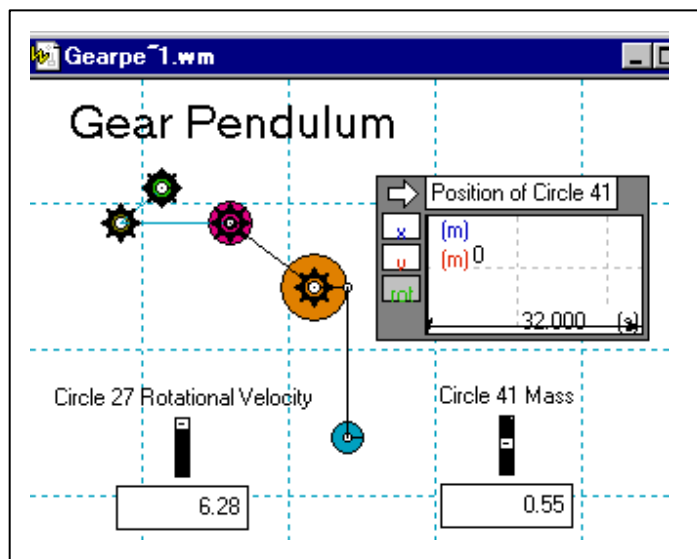 Gearpe~1.wm
Gear Pendulum
Position of Circle 41
x (m)
y (m) 0
rot
32.000 (s)
Circle 27 Rotational Velocity
Circle 41 Mass
6.28
0.55